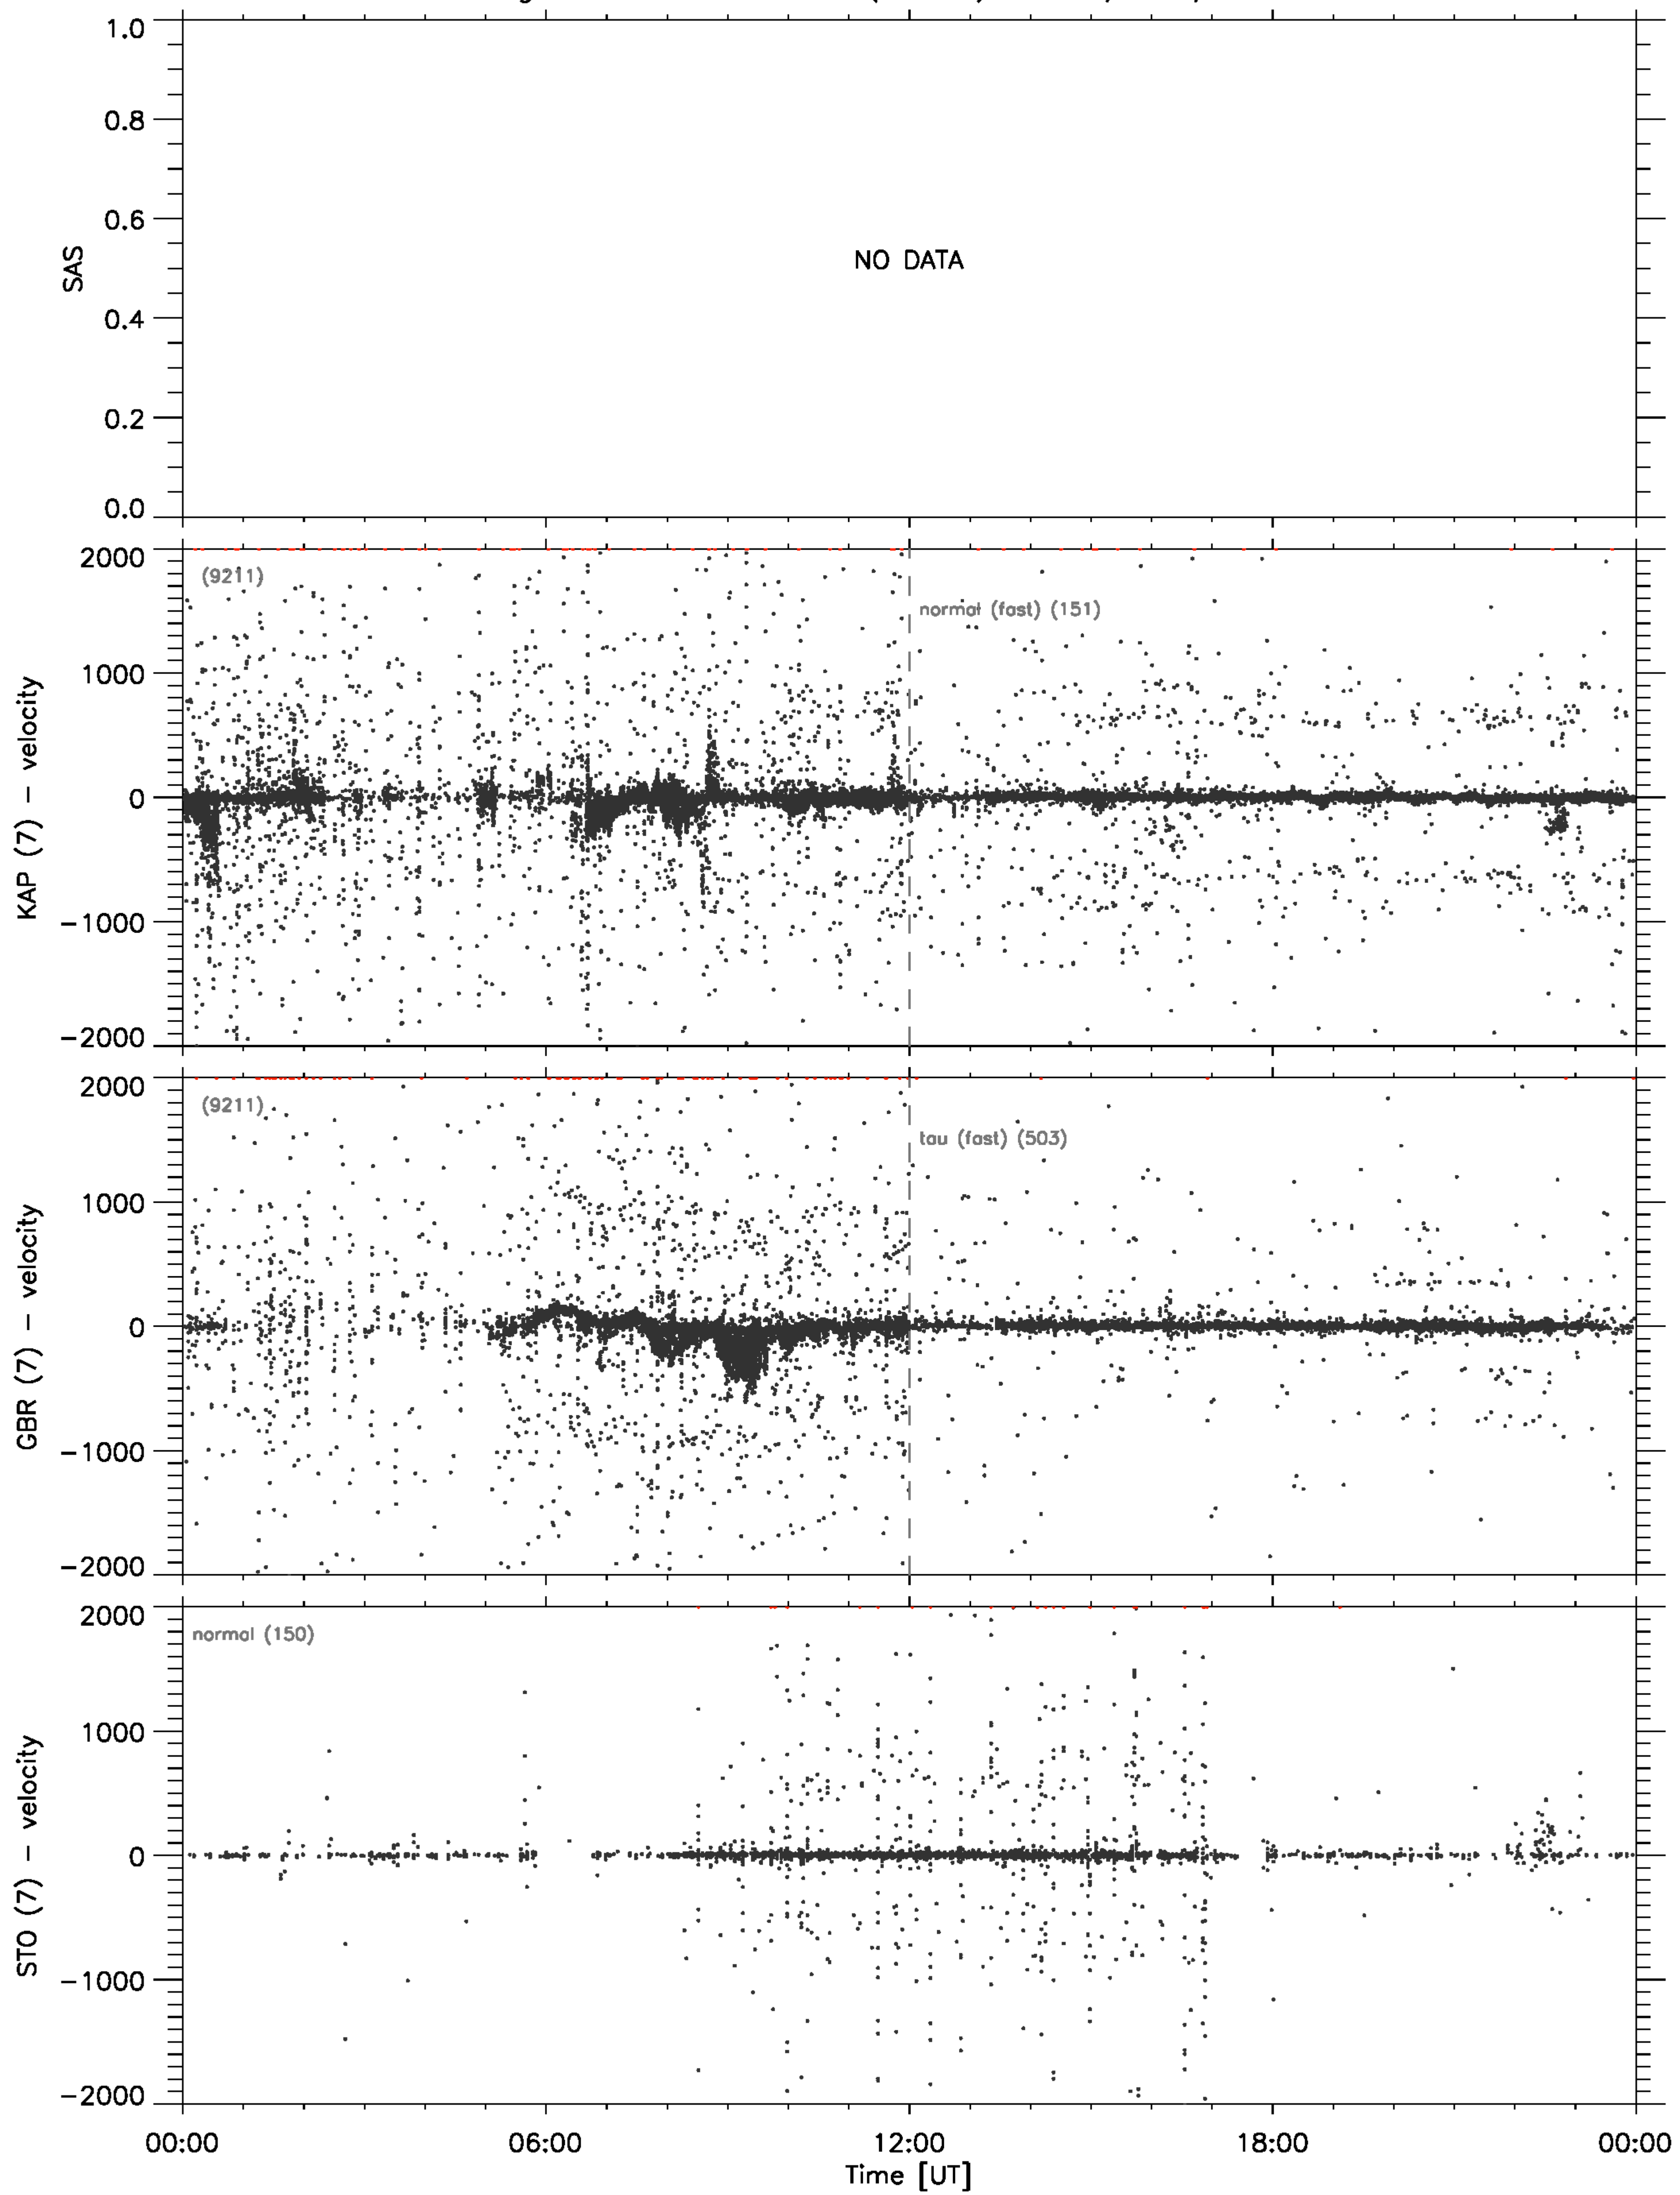 1.0
0.8
0.6
0.4
0.2
0.0
SAS
NO DATA
2000
1000
0
−1000
−2000
KAP (7) − velocity
(9211)
normal (fast) (151)
2000
1000
0
−1000
−2000
GBR (7) − velocity
(9211)
tau (fast) (503)
2000
1000
0
−1000
−2000
STO (7) − velocity
normal (150)
00:00 06:00 12:00 18:00 00:00
Time [UT]